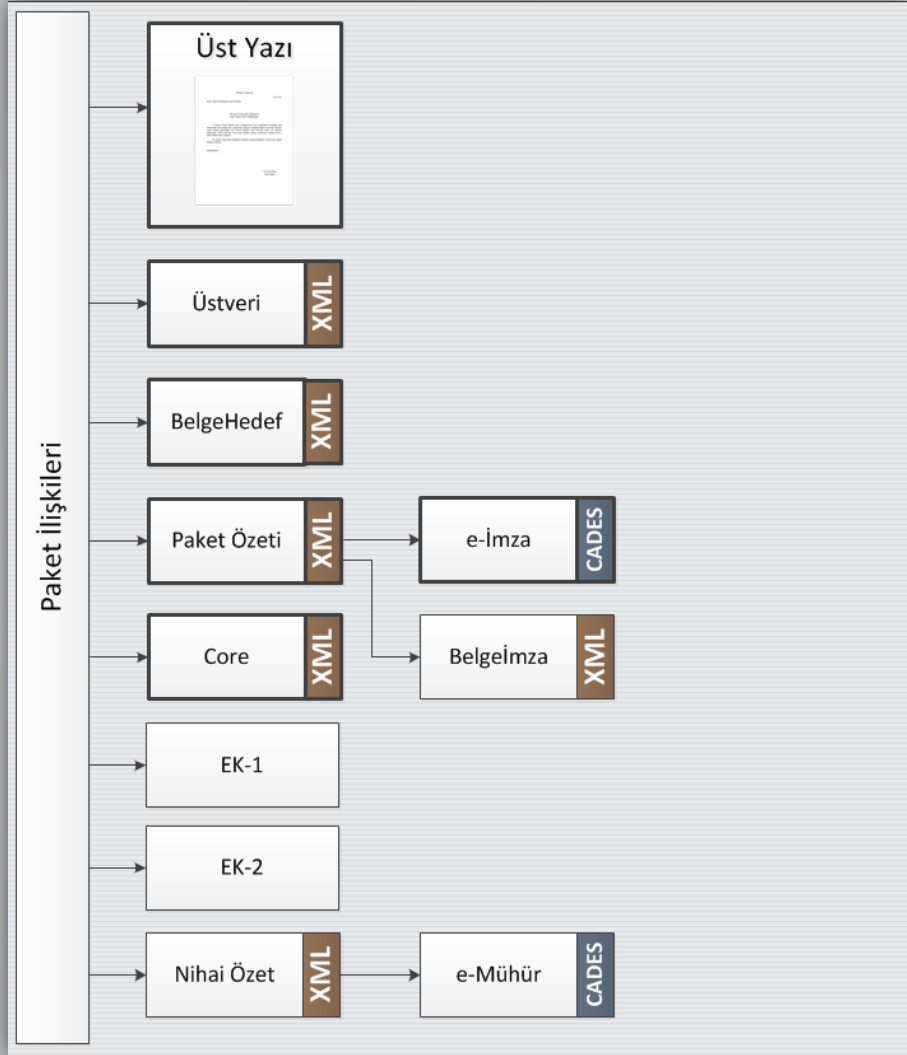 Paket İlişkileri
Üst Yazı
Üstveri
XML
BelgeHedef
XML
Paket Özeti
XML
e-İmza
CADES
Core
XML
Belgeİmza
XML
EK-1
EK-2
Nihai Özet
XML
e-Mühür
CADES